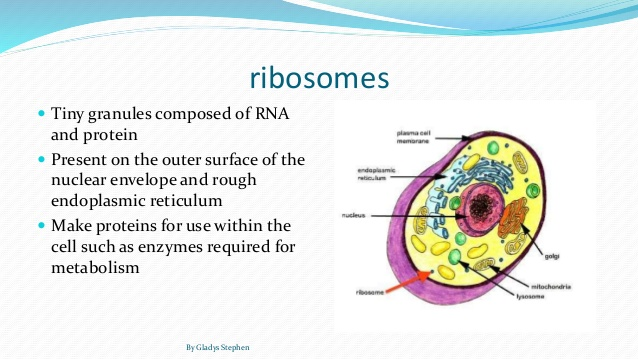 ribosomes
• Tiny granules composed of RNA
and protein
• Present on the outer surface of the
nuclear envelope and rough
endoplasmic reticulum
• Make proteins for use within the
cell such as enzymes required for
metabolism
plasma cell
membrane
endoplasmic
reticulum
nucleus
golgi
mitochondria
lysosome
ribosome
By Gladys Stephen